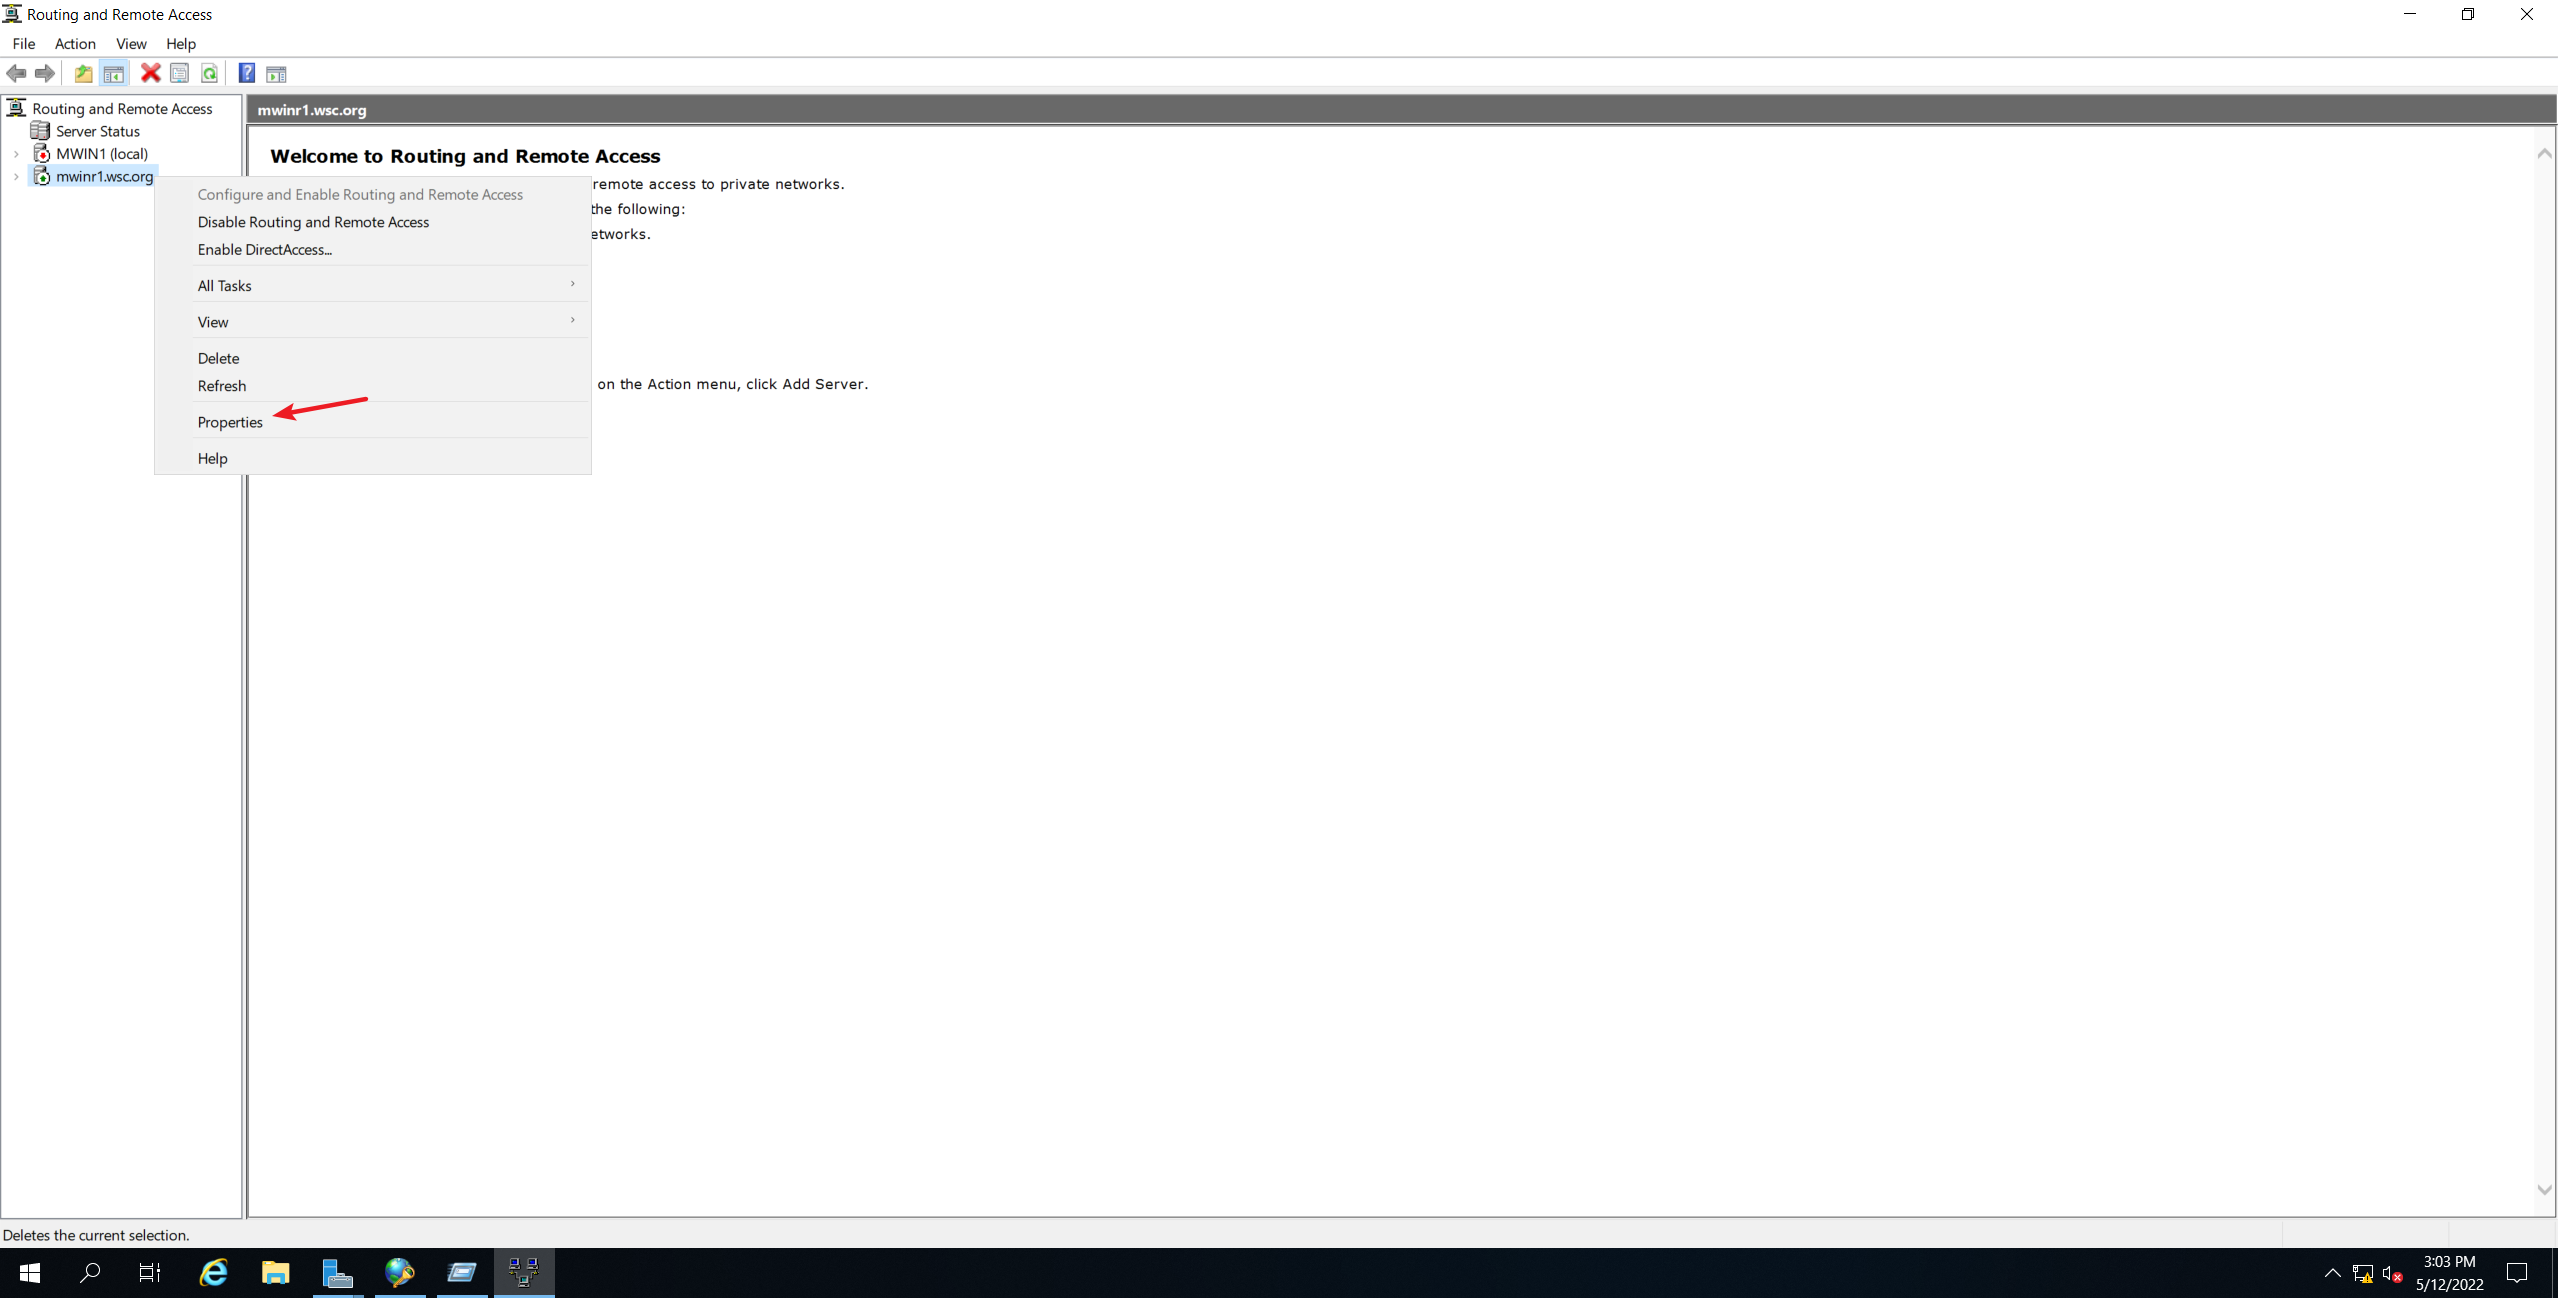 Routing and Remote Access
File Action View Help
Routing and Remote Access
Server Status
MWIN1 (local)
mwinr1.wsc.org
mwinr1.wsc.org
Welcome to Routing and Remote Access
remote access to private networks.
the following:
etworks.
on the Action menu, click Add Server.
Configure and Enable Routing and Remote Access
Disable Routing and Remote Access
Enable DirectAccess...
All Tasks
View
Delete
Refresh
Properties
Help
Deletes the current selection.
3:03 PM
5/12/2022